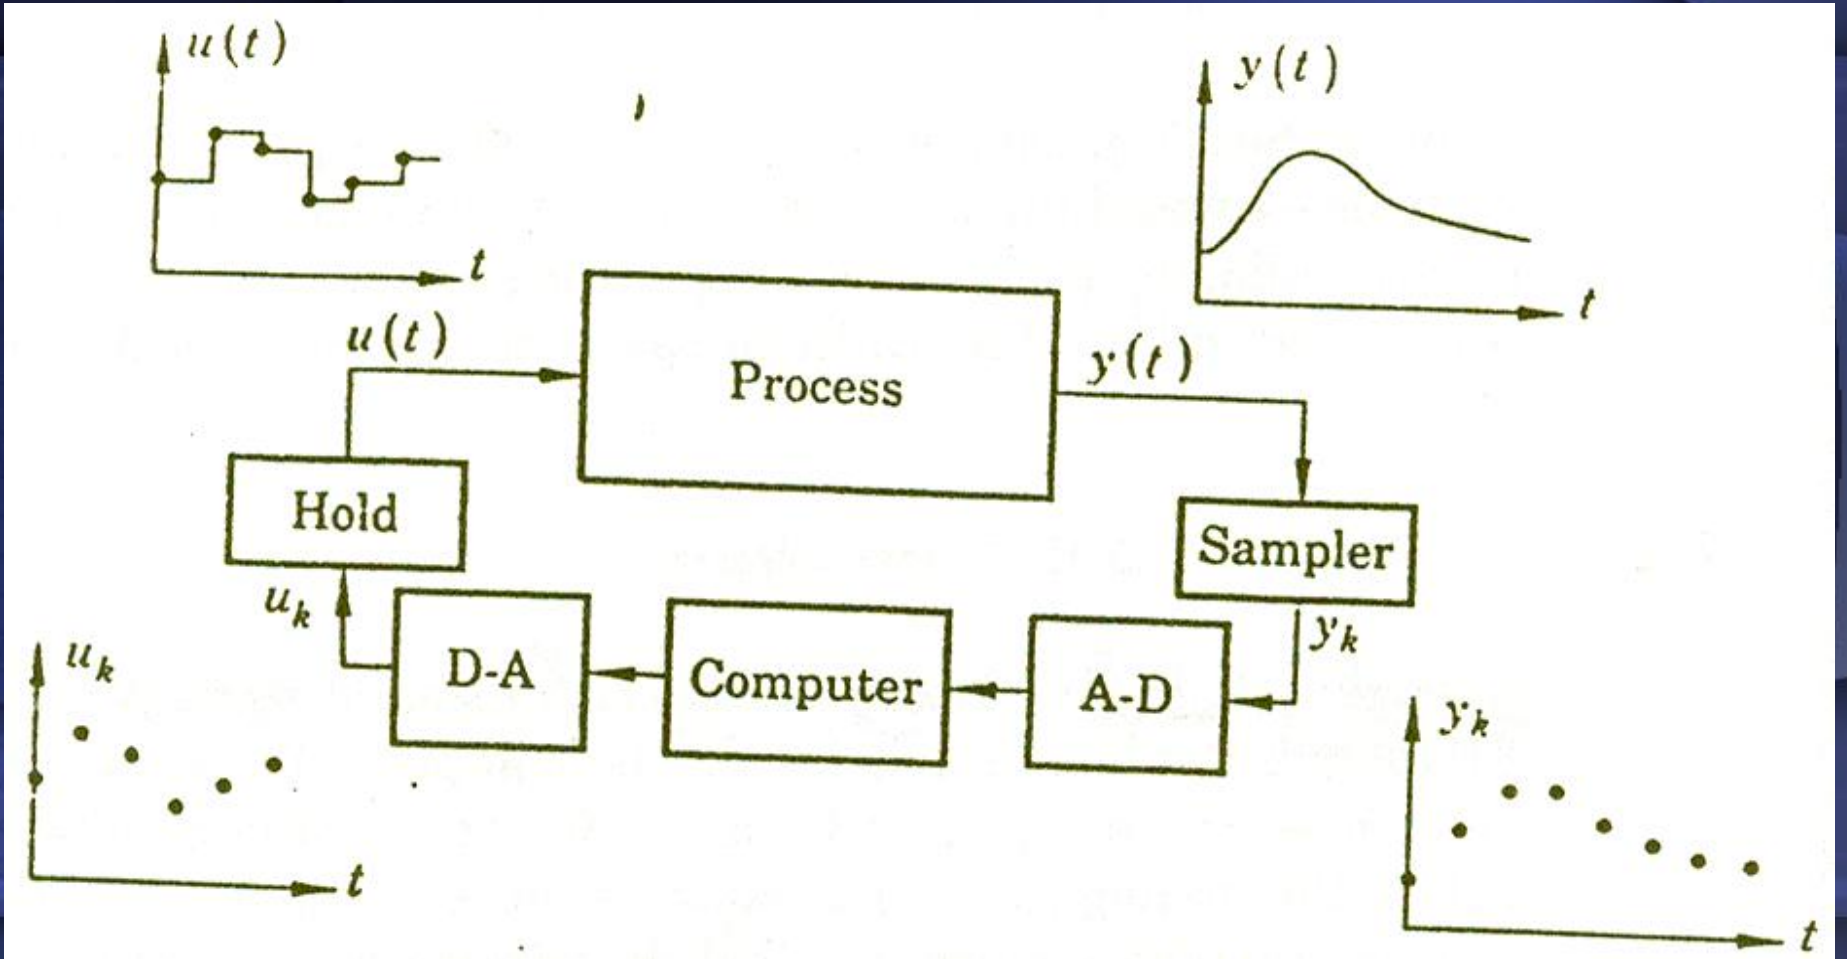 u(t)
t
y(t)
t
u(t)
Process
y(t)
Hold
Sampler
u_k
D-A
Computer
A-D
y_k
u_k
t
y_k
t